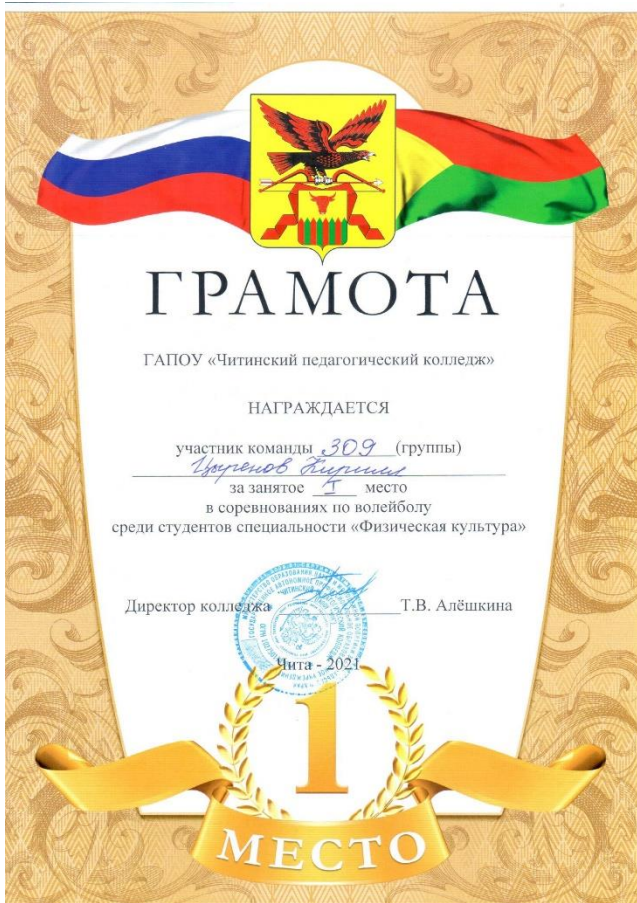 ГРАМОТА
ГАПОУ «Читинский педагогический колледж»
НАГРАЖДАЕТСЯ
участник команды 309 (группы)
Цыренов Кирилл
за занятое I место
в соревнованиях по волейболу
среди студентов специальности «Физическая культура»
Директор колледжа Т.В. Алёшкина
Чита - 2021
1
МЕСТО